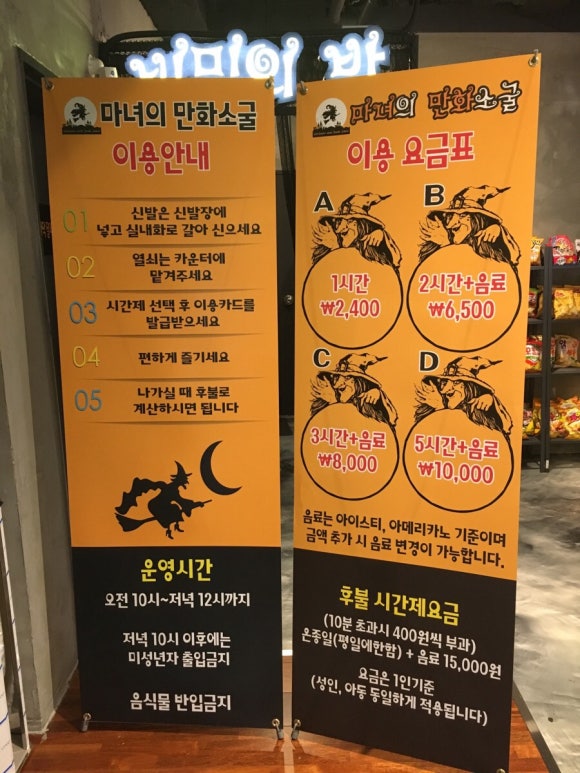 비밀의 방
마녀의 만화소굴
이용안내
01
신발은 신발장에
넣고 실내화로 갈아 신으세요
02
열쇠는 카운터에
맡겨주세요
03
시간제 선택 후 이용카드를
발급받으세요
04
편하게 즐기세요
05
나가실 때 후불로
계산하시면 됩니다
운영시간
오전 10시~저녁 12시까지
저녁 10시 이후에는
미성년자 출입금지
음식물 반입금지
마녀의 만화소굴
이용 요금표
A
1시간
₩2,400
B
2시간+음료
₩6,500
C
3시간+음료
₩8,000
D
5시간+음료
₩10,000
음료는 아이스티, 아메리카노 기준이며
금액 추가 시 음료 변경이 가능합니다.
후불 시간제요금
(10분 초과시 400원씩 부과)
온종일(평일에한함) + 음료 15,000원
요금은 1인기준
(성인, 아동 동일하게 적용됩니다)